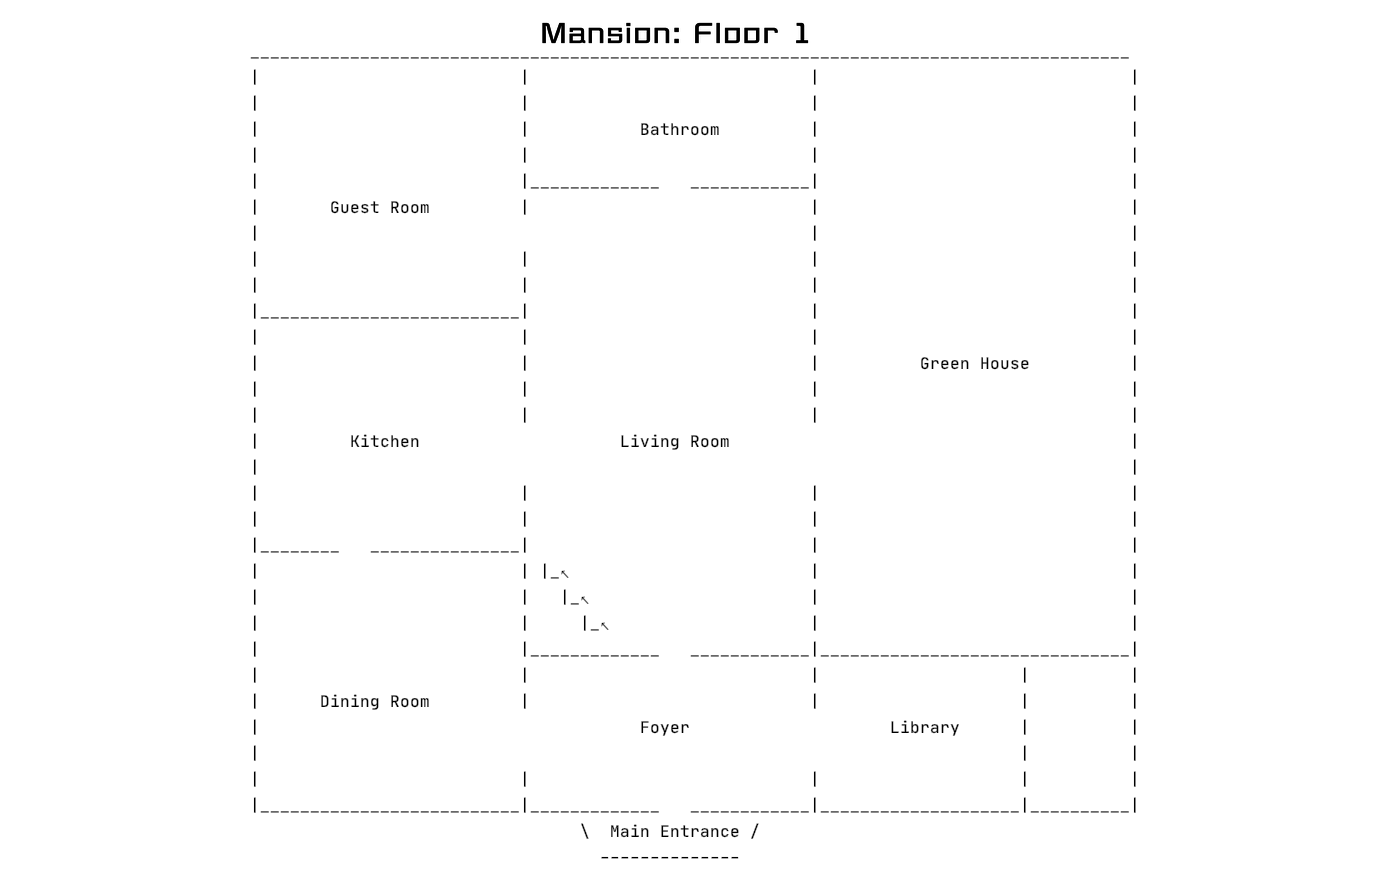 Mansion: Floor 1
Bathroom
Guest Room
Green House
Kitchen
Living Room
Dining Room
Foyer
Library
Main Entrance